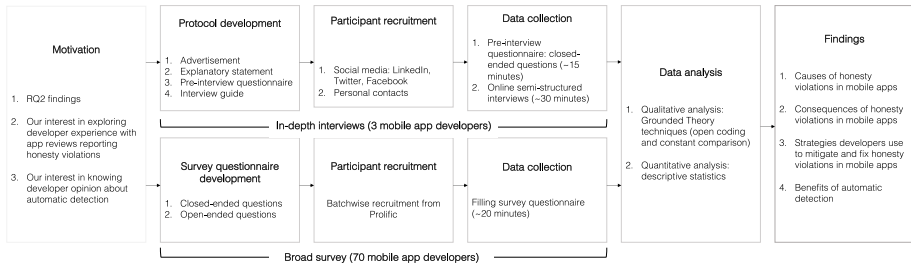 Motivation
1. RQ2 findings
2. Our interest in exploring
developer experience with
app reviews reporting
honesty violations
3. Our interest in knowing
developer opinion about
automatic detection
Protocol development
1. Advertisement
2. Explanatory statement
3. Pre-interview questionnaire
4. Interview guide
Participant recruitment
1. Social media: LinkedIn,
Twitter, Facebook
2. Personal contacts
Data collection
1. Pre-interview
questionnaire: closed-
ended questions (~15
minutes)
2. Online semi-structured
interviews (~30 minutes)
In-depth interviews (3 mobile app developers)
Survey questionnaire
development
1. Closed-ended questions
2. Open-ended questions
Participant recruitment
Batchwise recruitment from
Prolific
Data collection
Filling survey questionnaire
(~20 minutes)
Broad survey (70 mobile app developers)
Data analysis
1. Qualitative analysis:
Grounded Theory
techniques (open coding
and constant comparison)
2. Quantitative analysis:
descriptive statistics
Findings
1. Causes of honesty
violations in mobile apps
2. Consequences of honesty
violations in mobile apps
3. Strategies developers use
to mitigate and fix honesty
violations in mobile apps
4. Benefits of automatic
detection